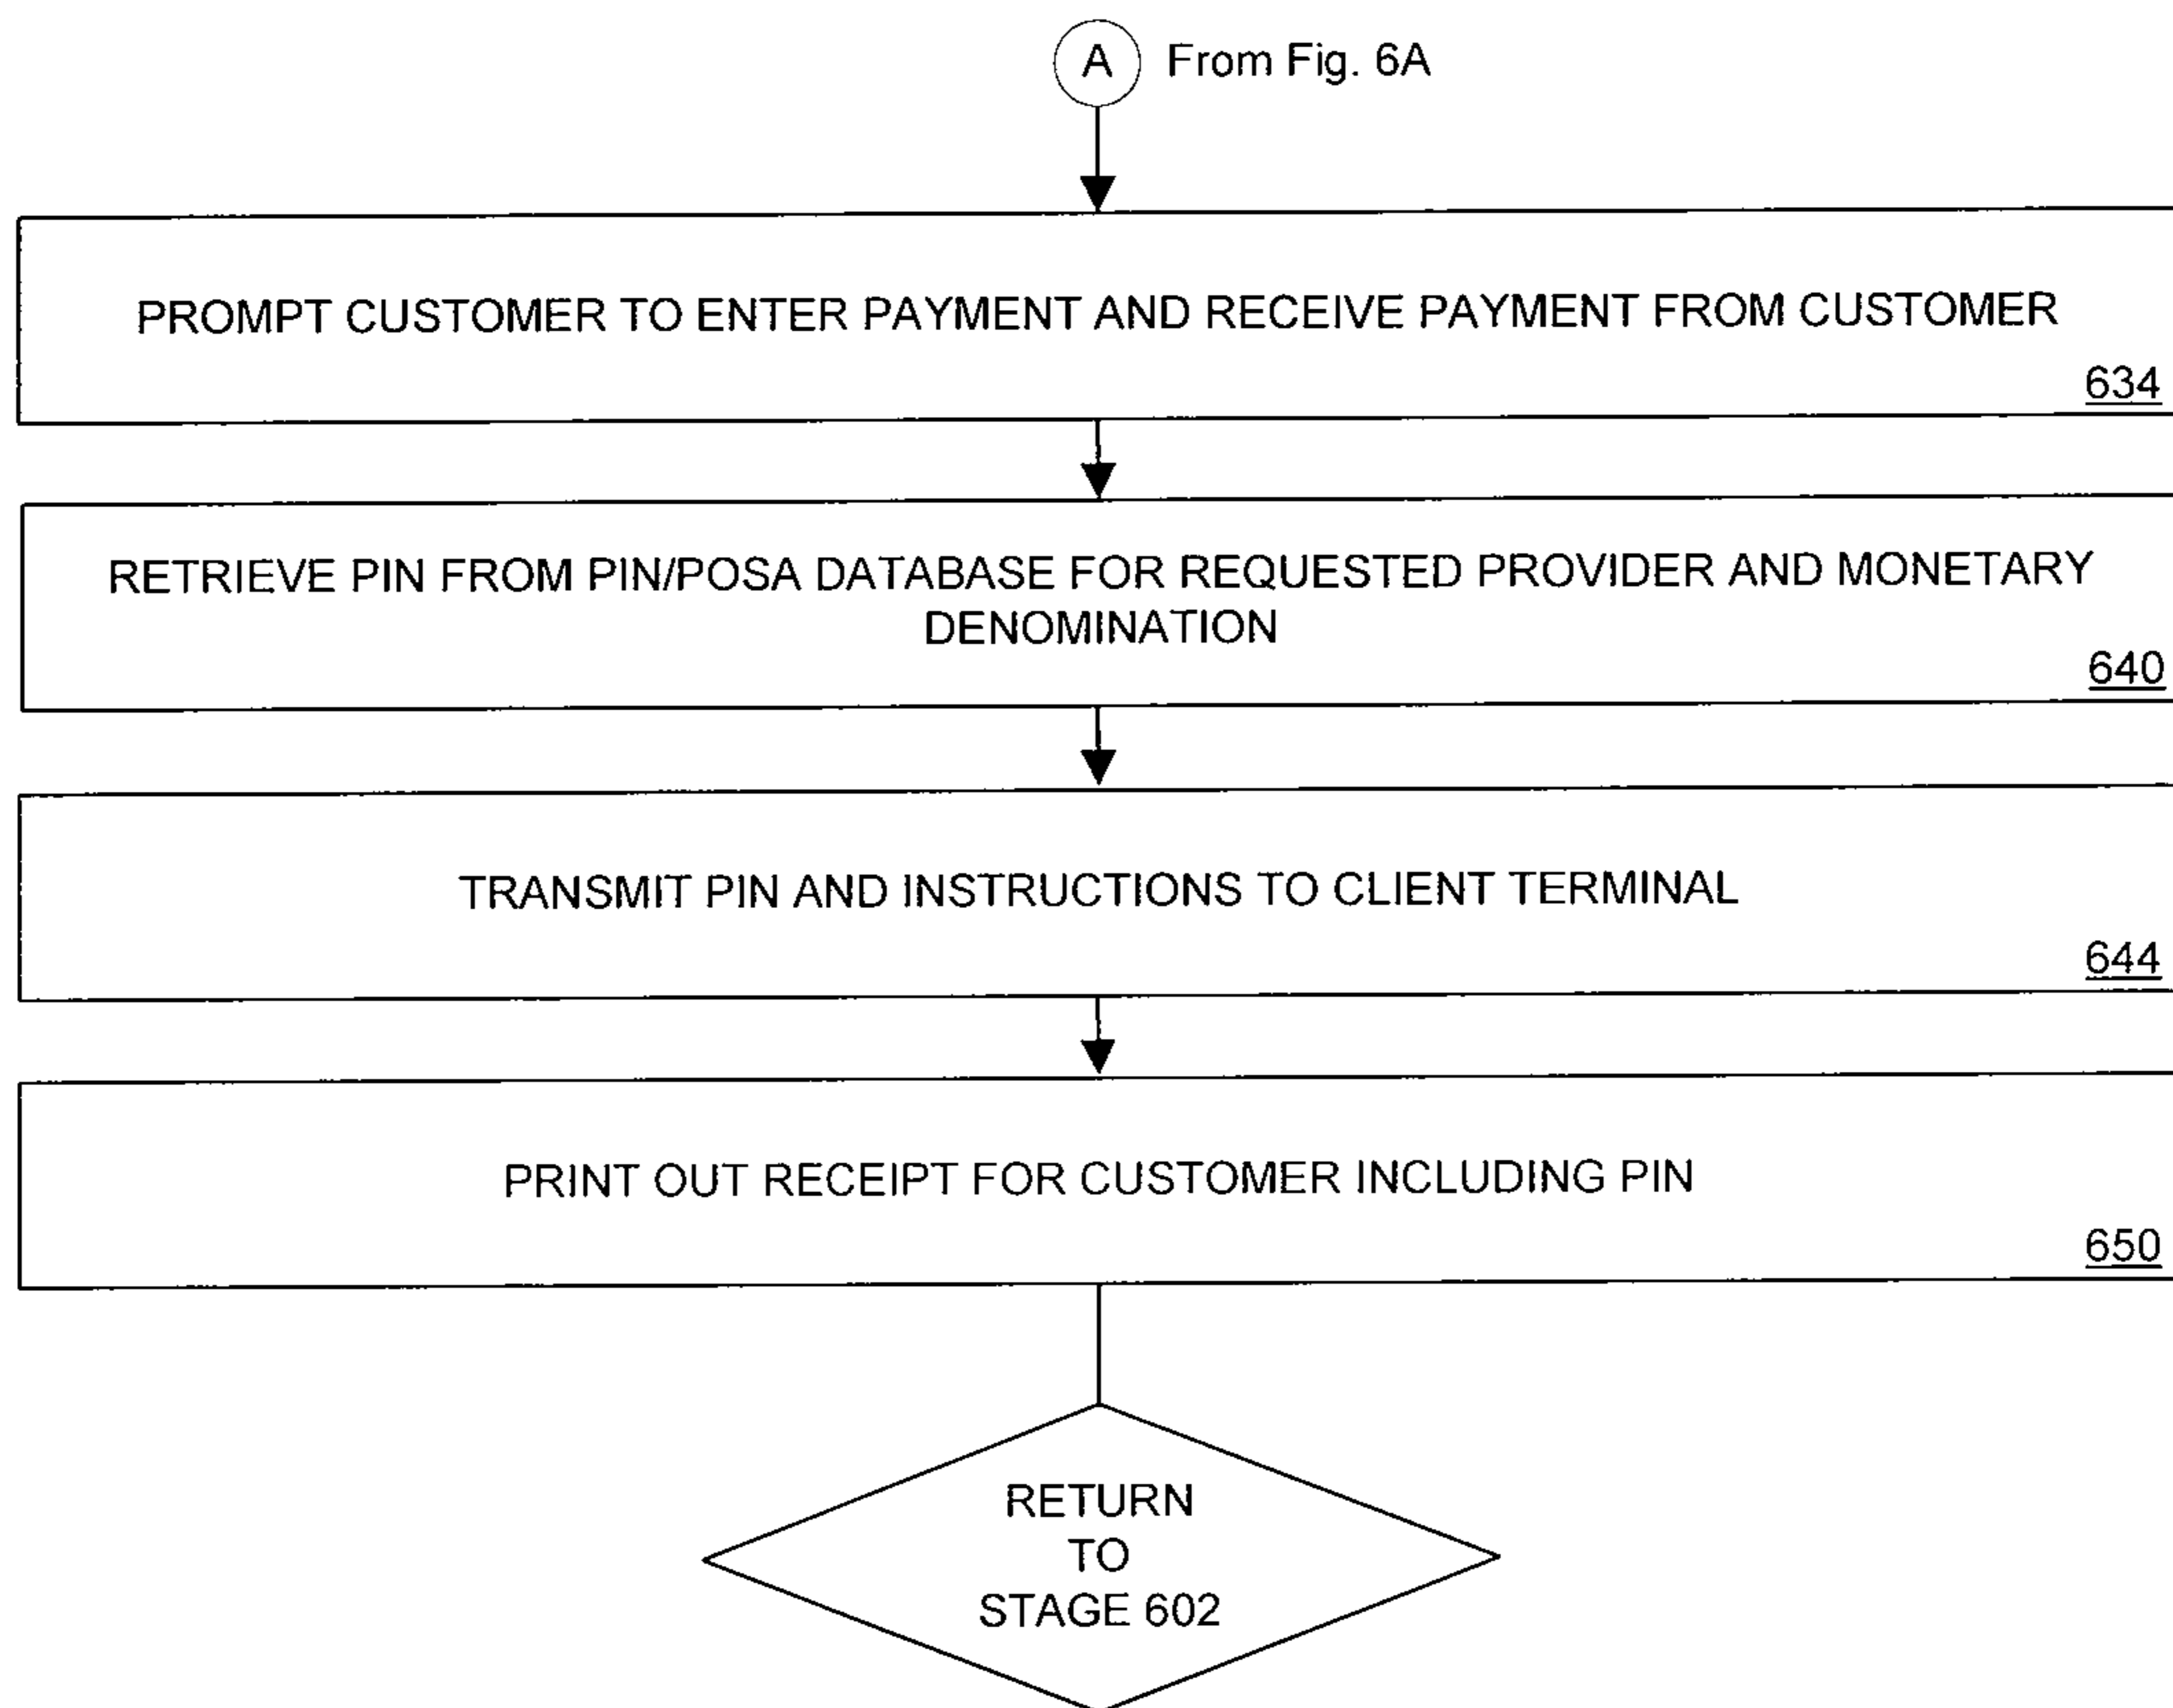 A From Fig. 6A
PROMPT CUSTOMER TO ENTER PAYMENT AND RECEIVE PAYMENT FROM CUSTOMER
634
RETRIEVE PIN FROM PIN/POSA DATABASE FOR REQUESTED PROVIDER AND MONETARY
DENOMINATION
640
TRANSMIT PIN AND INSTRUCTIONS TO CLIENT TERMINAL
644
PRINT OUT RECEIPT FOR CUSTOMER INCLUDING PIN
650
RETURN
TO
STAGE 602